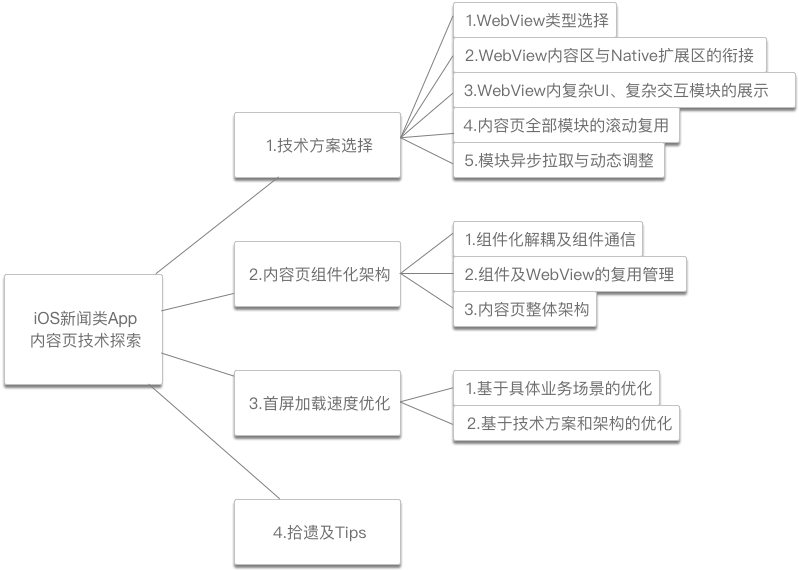 iOS新闻类App
内容页技术探索
1.技术方案选择
1.WebView类型选择
2.WebView内容区与Native扩展区的衔接
3.WebView内复杂UI、复杂交互模块的展示
4.内容页全部模块的滚动复用
5.模块异步拉取与动态调整
2.内容页组件化架构
1.组件化解耦及组件通信
2.组件及WebView的复用管理
3.内容页整体架构
3.首屏加载速度优化
1.基于具体业务场景的优化
2.基于技术方案和架构的优化
4.拾遗及Tips